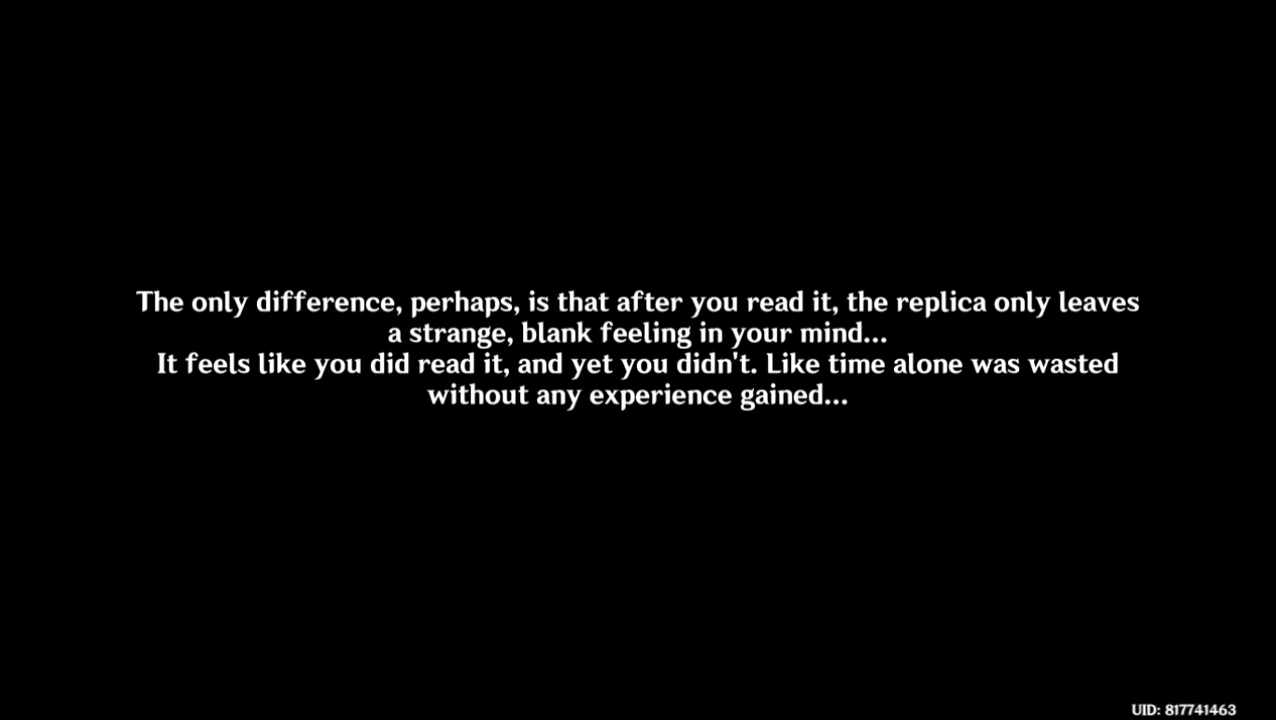 The only difference, perhaps, is that after you read it, the replica only leaves
a strange, blank feeling in your mind...
It feels like you did read it, and yet you didn't. Like time alone was wasted
without any experience gained...
UID: 817741463